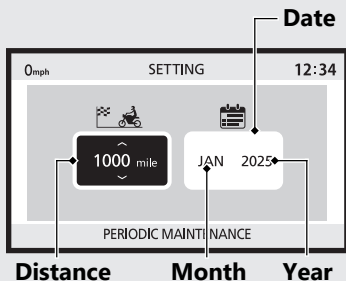 Date
0mph SETTING 12:34
1000 mile JAN 2025
PERIODIC MAINTENANCE
Distance Month Year